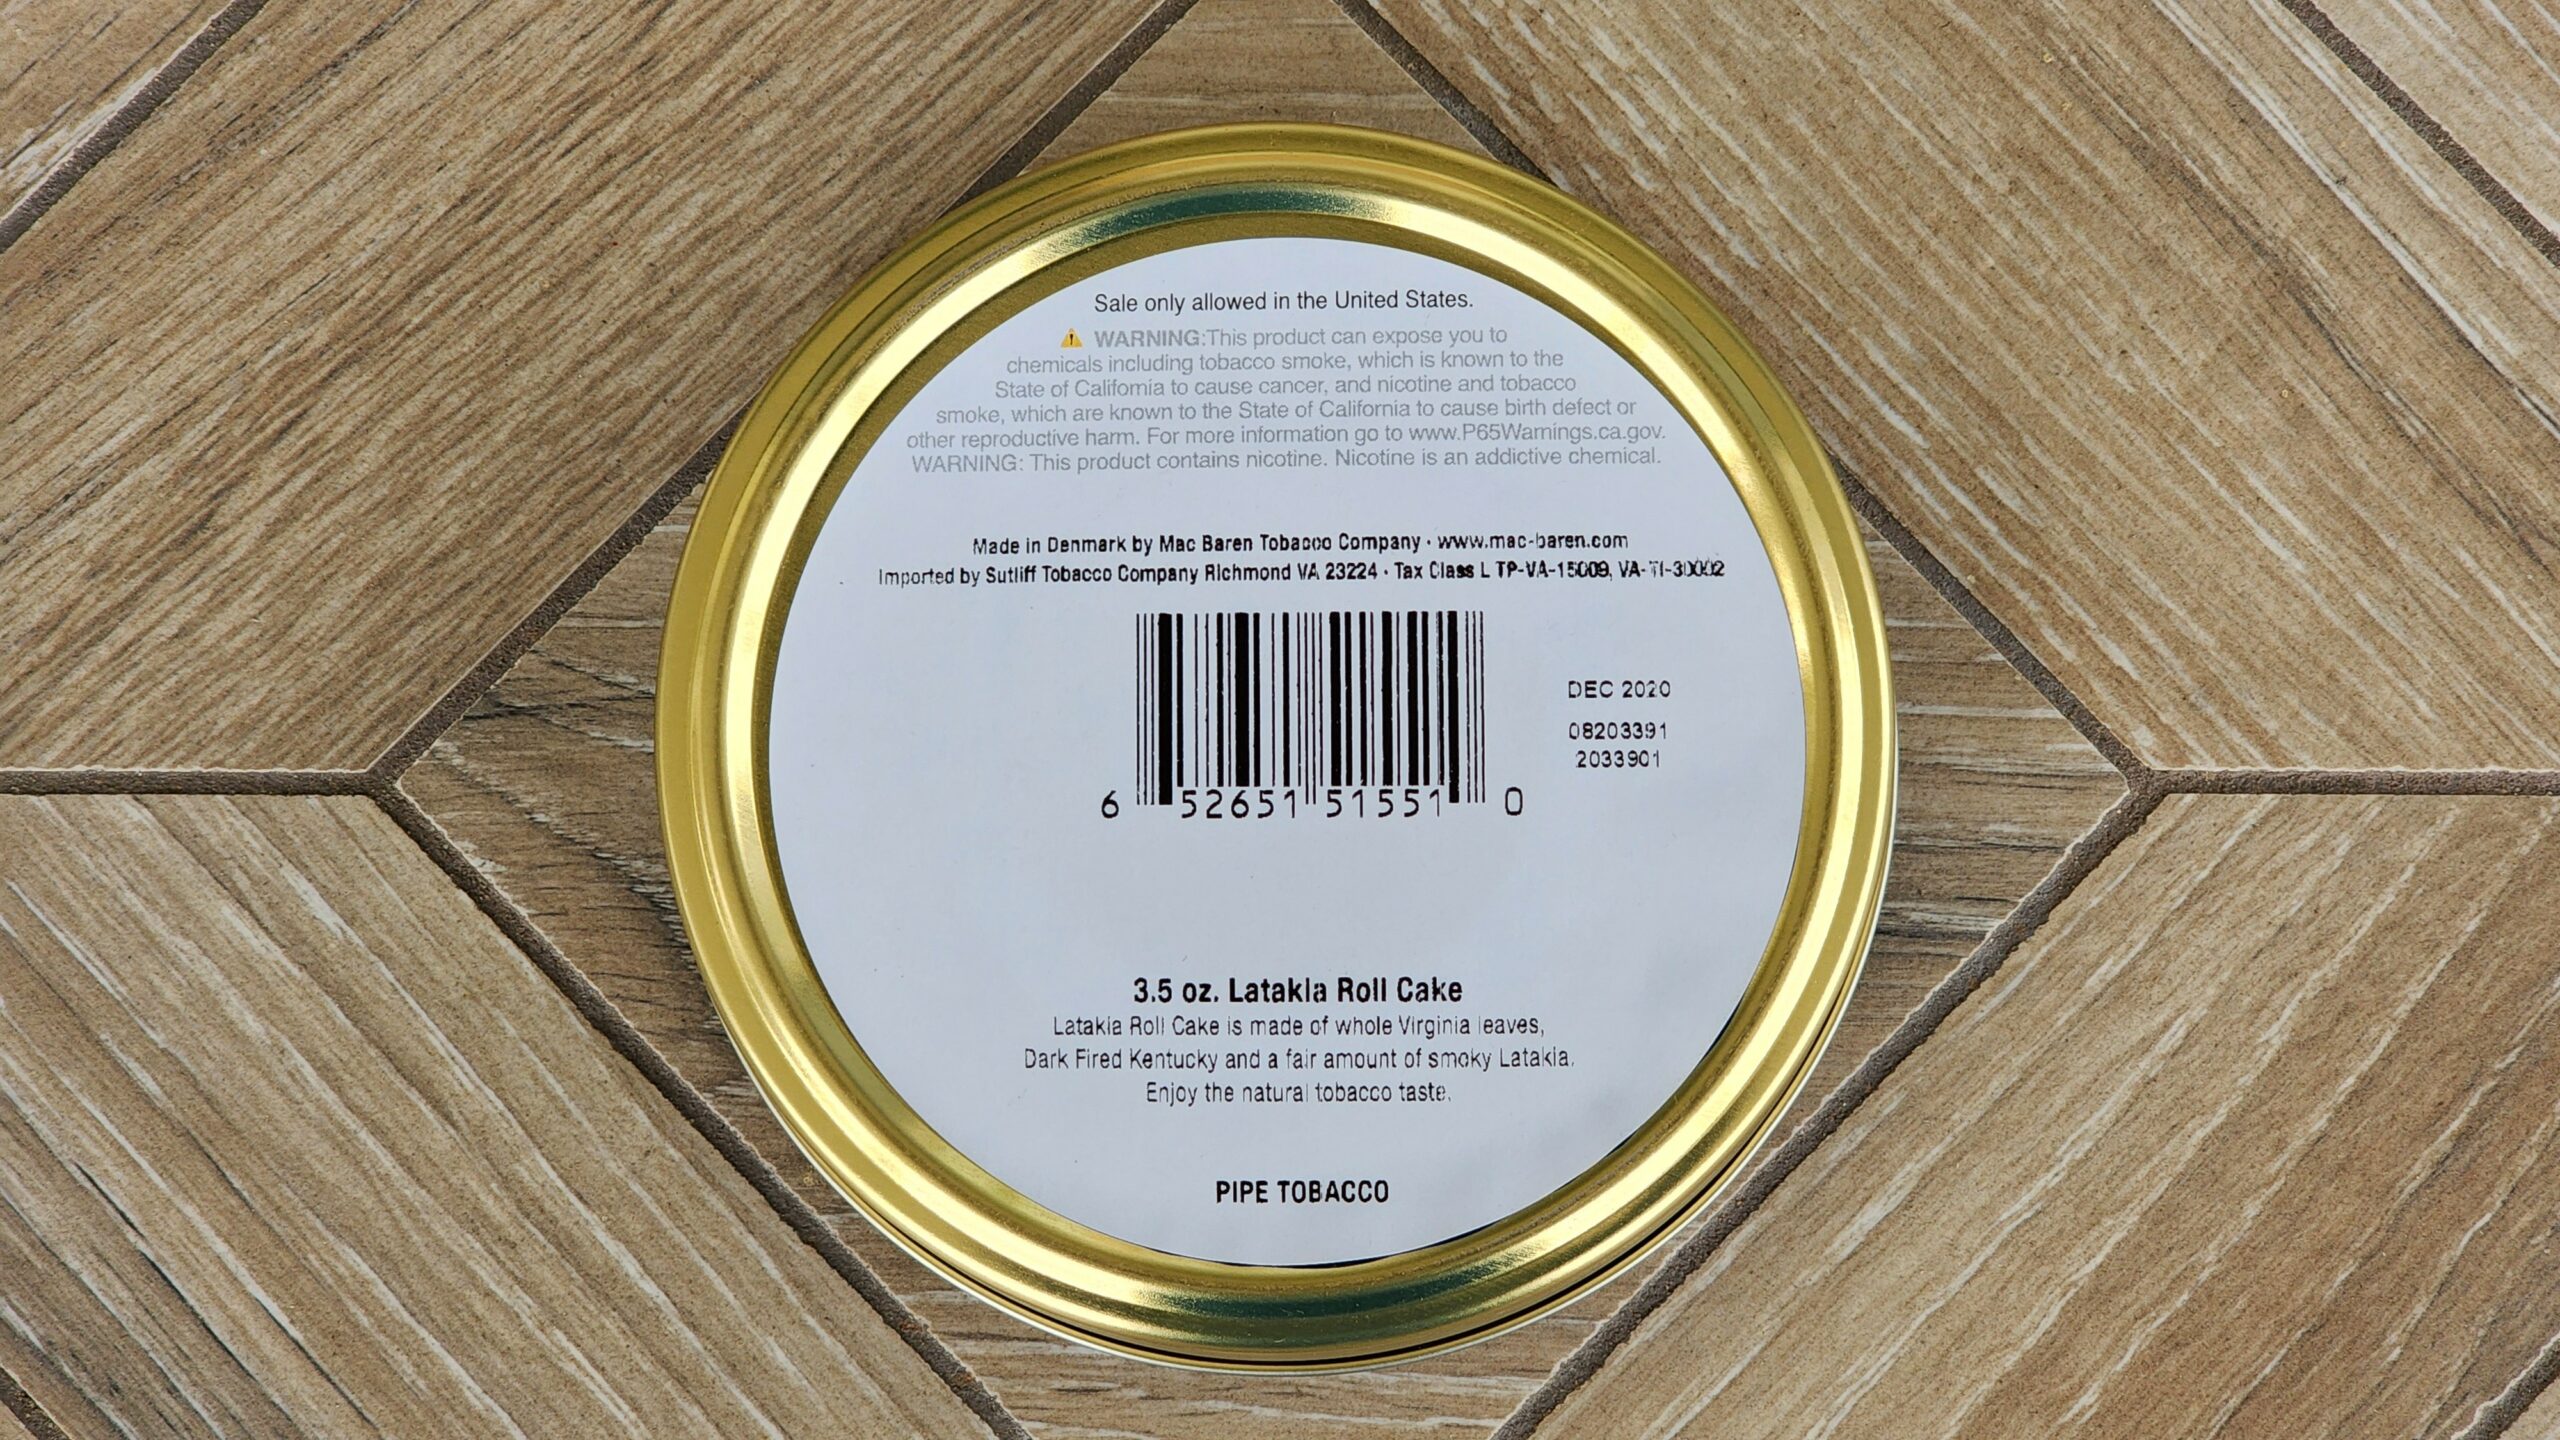 Sale only allowed in the United States.
⚠ WARNING:This product can expose you to
chemicals including tobacco smoke, which is known to the
State of California to cause cancer, and nicotine and tobacco
smoke, which are known to the State of California to cause birth defect or
other reproductive harm. For more information go to www.P65Warnings.ca.gov.
WARNING: This product contains nicotine. Nicotine is an addictive chemical.
Made in Denmark by Mac Baren Tobacco Company · www.mac-baren.com
Imported by Sutliff Tobacco Company Richmond VA 23224 · Tax Class L TP-VA-15009, VA-TI-30002
DEC 2020
08203391
2033901
6 52651 51551 0
3.5 oz. Latakia Roll Cake
Latakia Roll Cake is made of whole Virginia leaves,
Dark Fired Kentucky and a fair amount of smoky Latakia.
Enjoy the natural tobacco taste.
PIPE TOBACCO